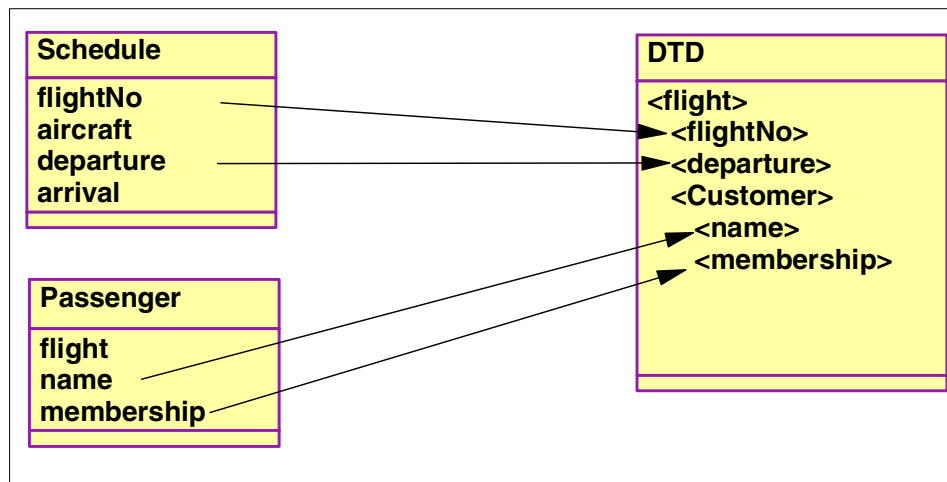 Schedule
flightNo
aircraft
departure
arrival
Passenger
flight
name
membership
DTD
<flight>
<flightNo>
<departure>
<Customer>
<name>
<membership>